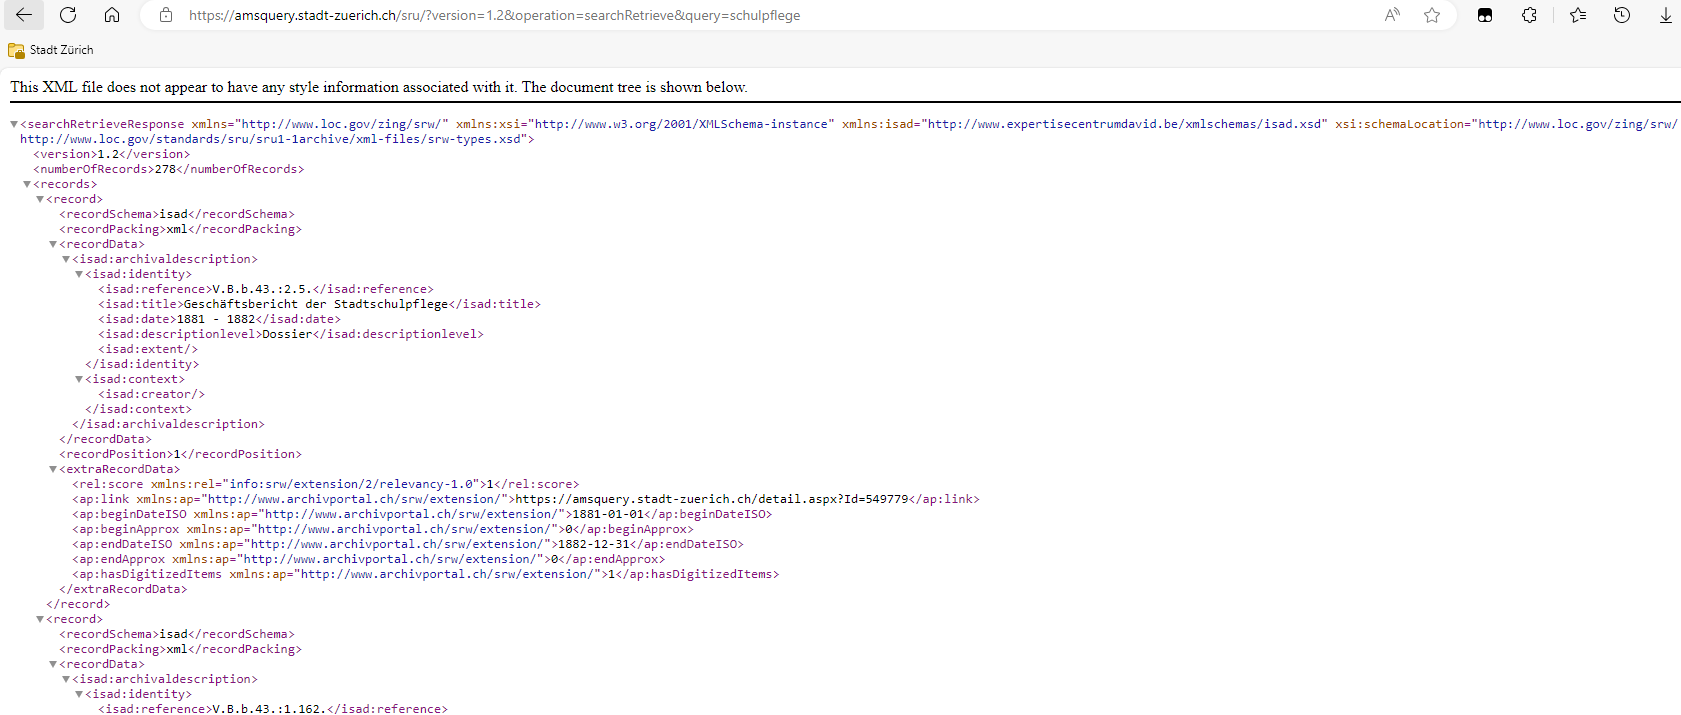 https://amsquery.stadt-zuerich.ch/sru/?version=1.2&operation=searchRetrieve&query=schulpflege
Stadt Zürich
This XML file does not appear to have any style information associated with it. The document tree is shown below.
▼<searchRetrieveResponse xmlns="http://www.loc.gov/zing/srw/" xmlns:xsi="http://www.w3.org/2001/XMLSchema-instance" xmlns:isad="http://www.expertisecentrumdavid.be/xmlschemas/isad.xsd" xsi:schemaLocation="http://www.loc.gov/zing/srw/
http://www.loc.gov/standards/sru/sru1-1archive/xml-files/srw-types.xsd">
<version>1.2</version>
<numberOfRecords>278</numberOfRecords>
▼<records>
▼<record>
<recordSchema>isad</recordSchema>
<recordPacking>xml</recordPacking>
▼<recordData>
▼<isad:archivaldescription>
▼<isad:identity>
<isad:reference>V.B.b.43.:2.5.</isad:reference>
<isad:title>Geschäftsbericht der Stadtschulpflege</isad:title>
<isad:date>1881 - 1882</isad:date>
<isad:descriptionlevel>Dossier</isad:descriptionlevel>
<isad:extent/>
</isad:identity>
▼<isad:context>
<isad:creator/>
</isad:context>
</isad:archivaldescription>
</recordData>
<recordPosition>1</recordPosition>
▼<extraRecordData>
<rel:score xmlns:rel="info:srw/extension/2/relevancy-1.0">1</rel:score>
<ap:link xmlns:ap="http://www.archivportal.ch/srw/extension/">https://amsquery.stadt-zuerich.ch/detail.aspx?Id=549779</ap:link>
<ap:beginDateISO xmlns:ap="http://www.archivportal.ch/srw/extension/">1881-01-01</ap:beginDateISO>
<ap:beginApprox xmlns:ap="http://www.archivportal.ch/srw/extension/">0</ap:beginApprox>
<ap:endDateISO xmlns:ap="http://www.archivportal.ch/srw/extension/">1882-12-31</ap:endDateISO>
<ap:endApprox xmlns:ap="http://www.archivportal.ch/srw/extension/">0</ap:endApprox>
<ap:hasDigitizedItems xmlns:ap="http://www.archivportal.ch/srw/extension/">1</ap:hasDigitizedItems>
</extraRecordData>
</record>
▼<record>
<recordSchema>isad</recordSchema>
<recordPacking>xml</recordPacking>
▼<recordData>
▼<isad:archivaldescription>
▼<isad:identity>
<isad:reference>V.B.b.43.:1.162.</isad:reference>